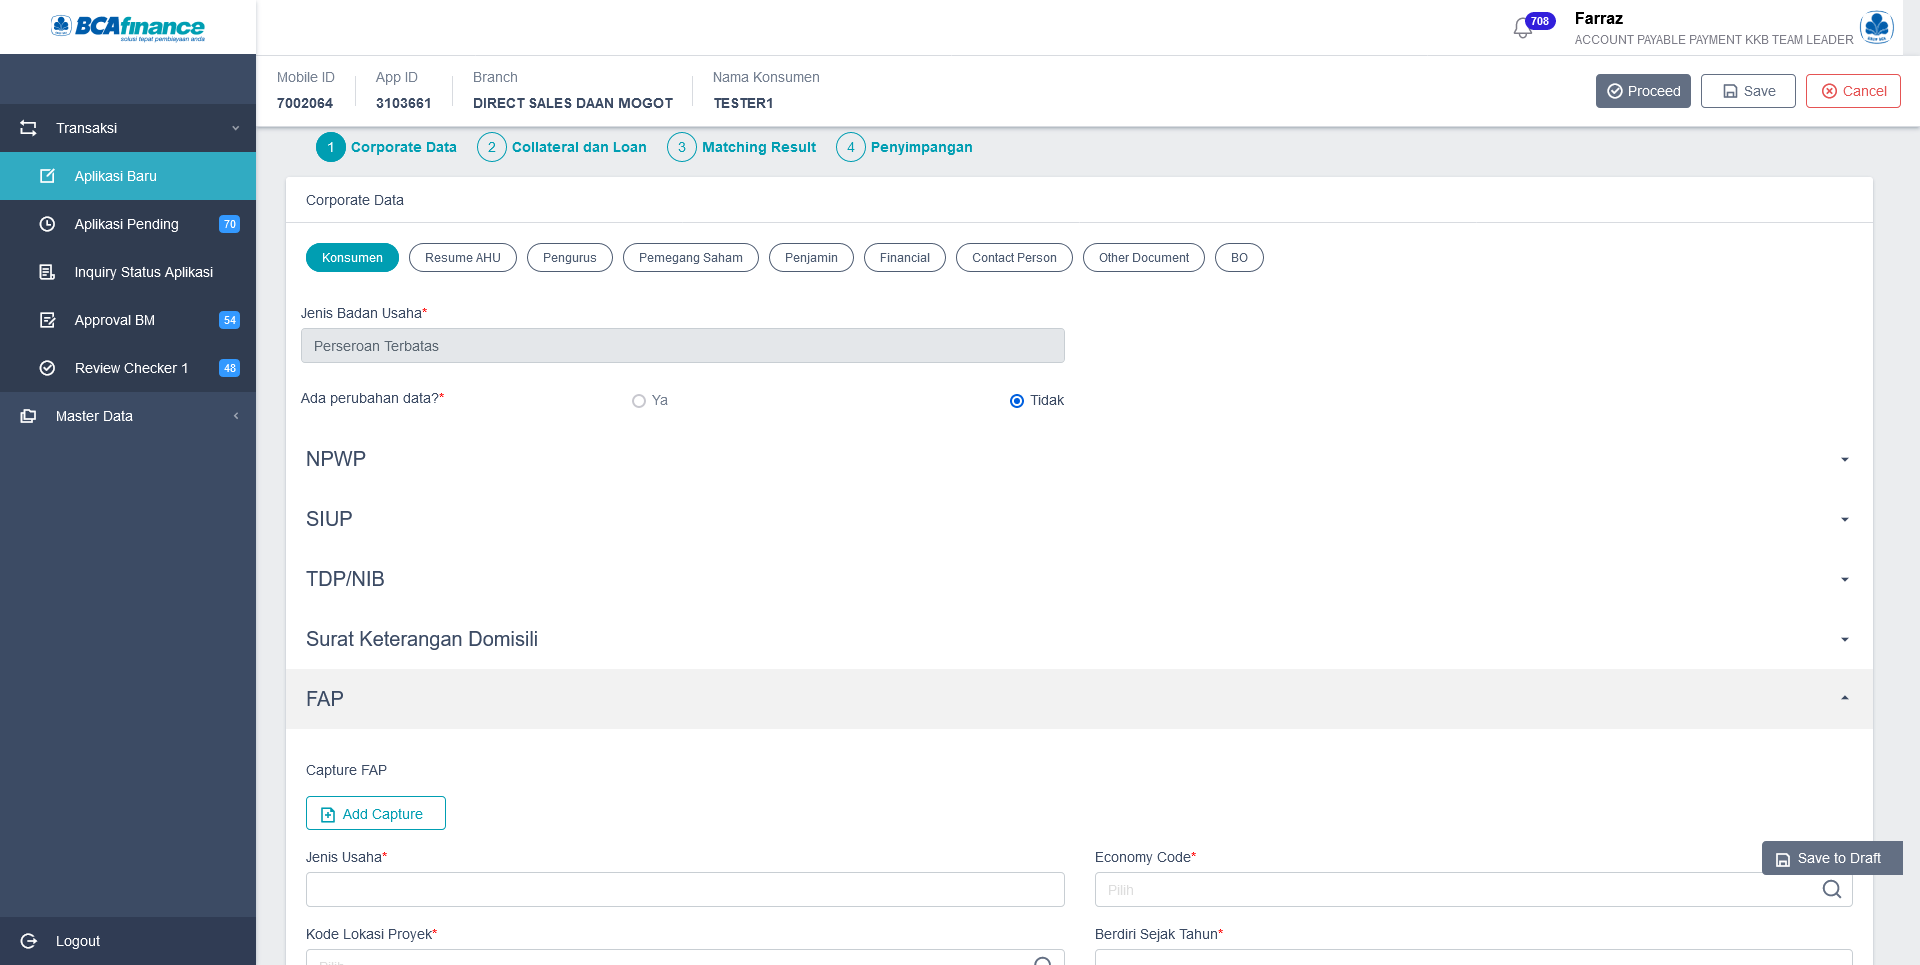 BCAfinance
solusi tepat pembiayaan anda
708
Farraz
ACCOUNT PAYABLE PAYMENT KKB TEAM LEADER
Mobile ID
7002064
App ID
3103661
Branch
DIRECT SALES DAAN MOGOT
Nama Konsumen
TESTER1
Proceed
Save
Cancel
Transaksi
Aplikasi Baru
Aplikasi Pending 70
Inquiry Status Aplikasi
Approval BM 54
Review Checker 1 48
Master Data
Logout
1 Corporate Data 2 Collateral dan Loan 3 Matching Result 4 Penyimpangan
Corporate Data
Konsumen Resume AHU Pengurus Pemegang Saham Penjamin Financial Contact Person Other Document BO
Jenis Badan Usaha*
Perseroan Terbatas
Ada perubahan data?* Ya Tidak
NPWP
SIUP
TDP/NIB
Surat Keterangan Domisili
FAP
Capture FAP
Add Capture
Jenis Usaha*
Economy Code*
Save to Draft
Pilih
Kode Lokasi Proyek*
Berdiri Sejak Tahun*
Pilih